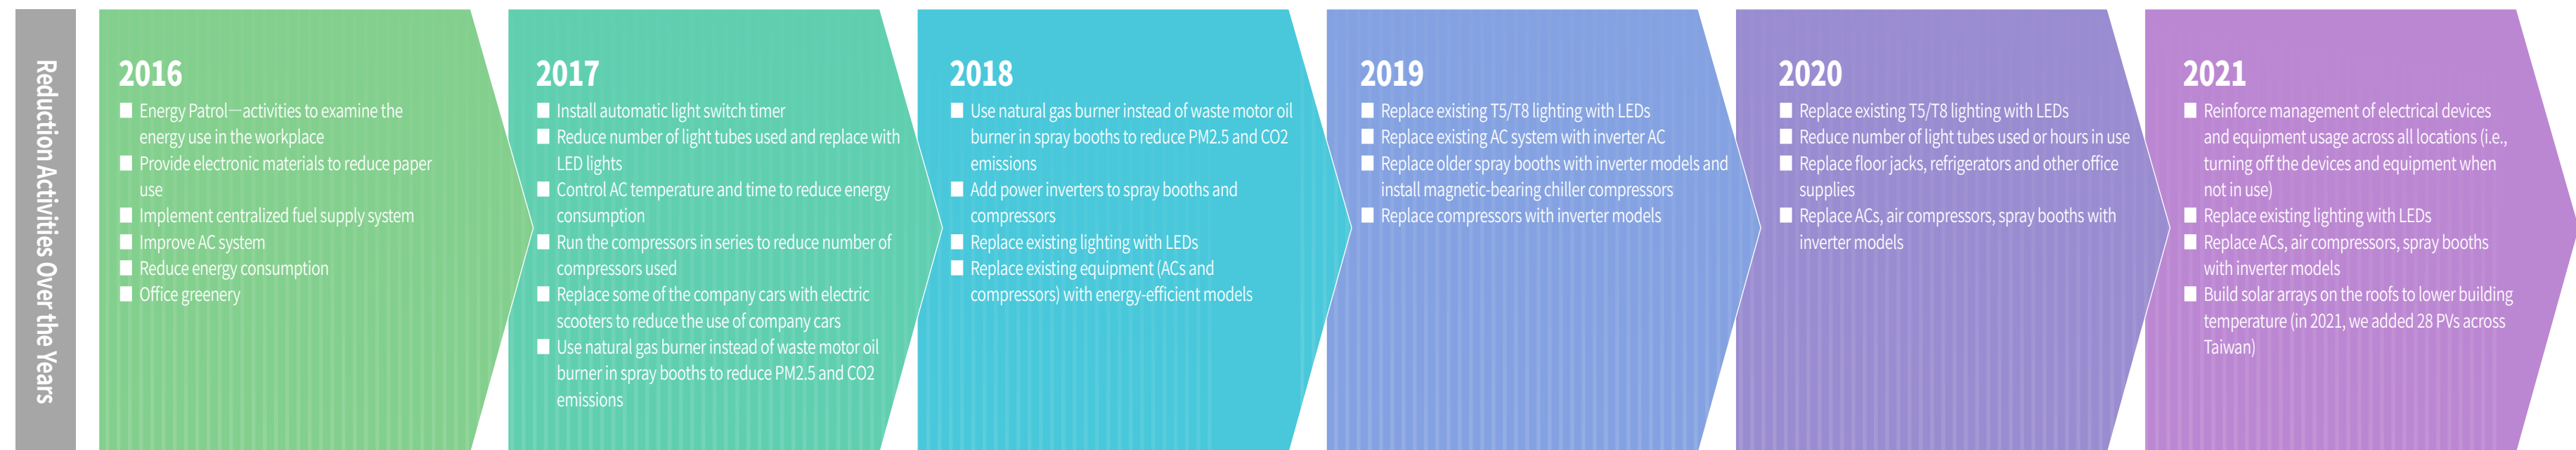 Reduction Activities Over the Years
2016
■ Energy Patrol—activities to examine the
energy use in the workplace
■ Provide electronic materials to reduce paper
use
■ Implement centralized fuel supply system
■ Improve AC system
■ Reduce energy consumption
■ Office greenery
2017
■ Install automatic light switch timer
■ Reduce number of light tubes used and replace with
LED lights
■ Control AC temperature and time to reduce energy
consumption
■ Run the compressors in series to reduce number of
compressors used
■ Replace some of the company cars with electric
scooters to reduce the use of company cars
■ Use natural gas burner instead of waste motor oil
burner in spray booths to reduce PM2.5 and CO2
emissions
2018
■ Use natural gas burner instead of waste motor oil
burner in spray booths to reduce PM2.5 and CO2
emissions
■ Add power inverters to spray booths and
compressors
■ Replace existing lighting with LEDs
■ Replace existing equipment (ACs and
compressors) with energy-efficient models
2019
■ Replace existing T5/T8 lighting with LEDs
■ Replace existing AC system with inverter AC
■ Replace older spray booths with inverter models and
install magnetic-bearing chiller compressors
■ Replace compressors with inverter models
2020
■ Replace existing T5/T8 lighting with LEDs
■ Reduce number of light tubes used or hours in use
■ Replace floor jacks, refrigerators and other office
supplies
■ Replace ACs, air compressors, spray booths with
inverter models
2021
■ Reinforce management of electrical devices
and equipment usage across all locations (i.e.,
turning off the devices and equipment when
not in use)
■ Replace existing lighting with LEDs
■ Replace ACs, air compressors, spray booths
with inverter models
■ Build solar arrays on the roofs to lower building
temperature (in 2021, we added 28 PVs across
Taiwan)